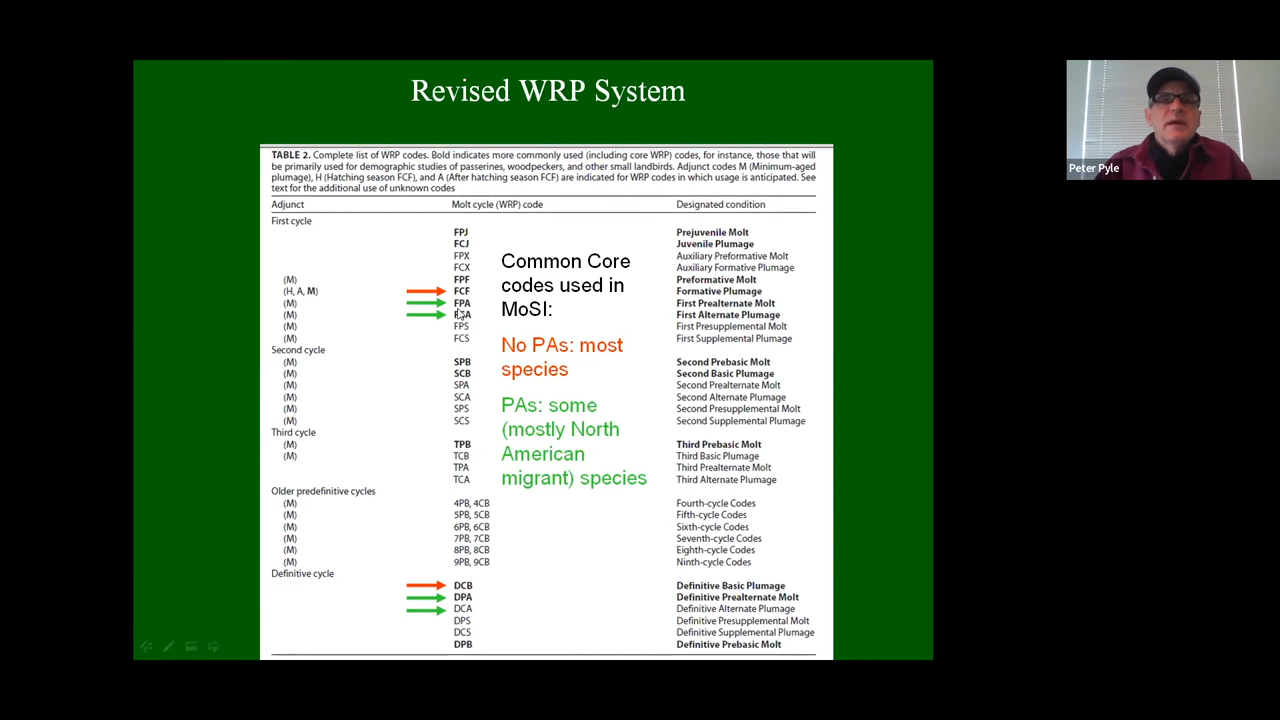 Revised WRP System
TABLE 2. Complete list of WRP codes. Bold indicates more commonly used (including core WRP) codes, for instance, those that will
be primarily used for demographic studies of passerines, woodpeckers, and other small landbirds. Adjunct codes M (Minimum-aged
plumage), H (Hatching season FCF), and A (After hatching season FCF) are indicated for WRP codes in which usage is anticipated. See
text for the additional use of unknown codes
Adjunct Molt cycle (WRP) code Designated condition
First cycle
FPJ Prejuvenile Molt
FCJ Juvenile Plumage
FPX Auxiliary Preformative Molt
FCX Auxiliary Formative Plumage
(M) FPF Preformative Molt
(H, A, M) FCF Formative Plumage
(M) FPA First Prealternate Molt
(M) First Alternate Plumage
(M) FPS First Presupplemental Molt
(M) FCS First Supplemental Plumage
Second cycle
(M) SPB Second Prebasic Molt
(M) SCB Second Basic Plumage
(M) SPA Second Prealternate Molt
(M) SCA Second Alternate Plumage
(M) SPS Second Presupplemental Molt
(M) SCS Second Supplemental Plumage
Third cycle
(M) TPB Third Prebasic Molt
(M) TCB Third Basic Plumage
TPA Third Prealternate Molt
TCA Third Alternate Plumage
Older predefinitive cycles
(M) 4PB, 4CB Fourth-cycle Codes
(M) 5PB, 5CB Fifth-cycle Codes
(M) 6PB, 6CB Sixth-cycle Codes
(M) 7PB, 7CB Seventh-cycle Codes
(M) 8PB, 8CB Eighth-cycle Codes
(M) 9PB, 9CB Ninth-cycle Codes
Definitive cycle
DCB Definitive Basic Plumage
DPA Definitive Prealternate Molt
DCA Definitive Alternate Plumage
DPS Definitive Presupplemental Molt
DCS Definitive Supplemental Plumage
DPB Definitive Prebasic Molt
Common Core
codes used in
MoSI:
No PAs: most
species
PAs: some
(mostly North
American
migrant) species
Peter Pyle